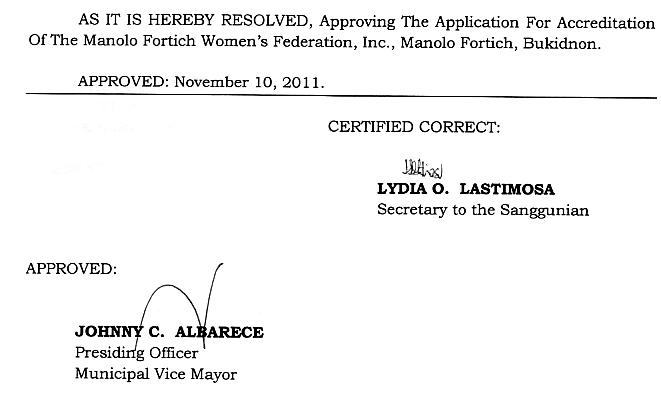 AS IT IS HEREBY RESOLVED, Approving The Application For Accreditation
Of The Manolo Fortich Women's Federation, Inc., Manolo Fortich, Bukidnon.
APPROVED: November 10, 2011.
CERTIFIED CORRECT:
LYDIA O. LASTIMOSA
Secretary to the Sanggunian
APPROVED:
JOHNNY C. ALBARECE
Presiding Officer
Municipal Vice Mayor